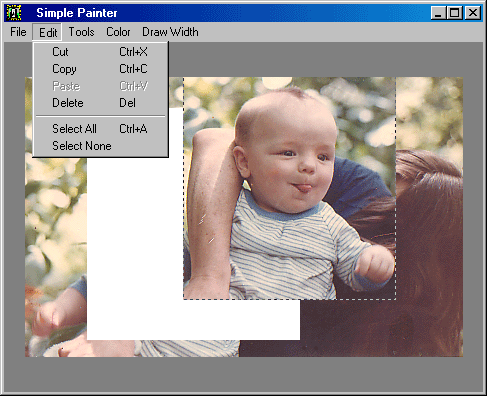 Simple Painter
File Edit Tools Color Draw Width
Cut Ctrl+X
Copy Ctrl+C
Paste Ctrl+V
Delete Del
Select All Ctrl+A
Select None